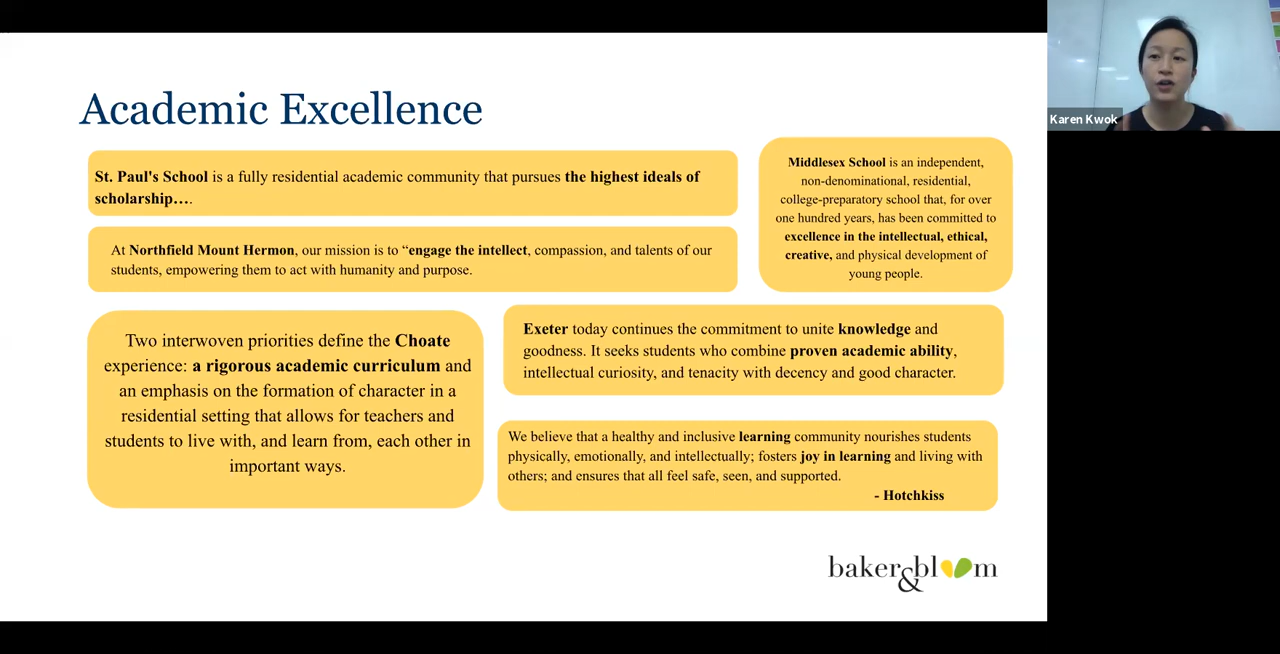 Academic Excellence
St. Paul's School is a fully residential academic community that pursues the highest ideals of
scholarship….
At Northfield Mount Hermon, our mission is to “engage the intellect, compassion, and talents of our
students, empowering them to act with humanity and purpose.
Middlesex School is an independent,
non-denominational, residential,
college-preparatory school that, for over
one hundred years, has been committed to
excellence in the intellectual, ethical,
creative, and physical development of
young people.
Two interwoven priorities define the Choate
experience: a rigorous academic curriculum and
an emphasis on the formation of character in a
residential setting that allows for teachers and
students to live with, and learn from, each other in
important ways.
Exeter today continues the commitment to unite knowledge and
goodness. It seeks students who combine proven academic ability,
intellectual curiosity, and tenacity with decency and good character.
We believe that a healthy and inclusive learning community nourishes students
physically, emotionally, and intellectually; fosters joy in learning and living with
others; and ensures that all feel safe, seen, and supported.
- Hotchkiss
baker&bloom
Karen Kwok